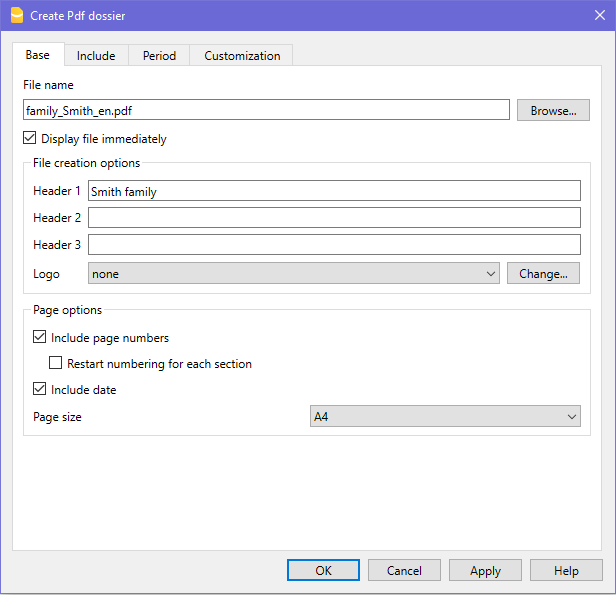 Create Pdf dossier
Base Include Period Customization
File name
family_Smith_en.pdf Browse...
Display file immediately
File creation options
Header 1 Smith family
Header 2
Header 3
Logo none Change...
Page options
Include page numbers
Restart numbering for each section
Include date
Page size A4
OK Cancel Apply Help